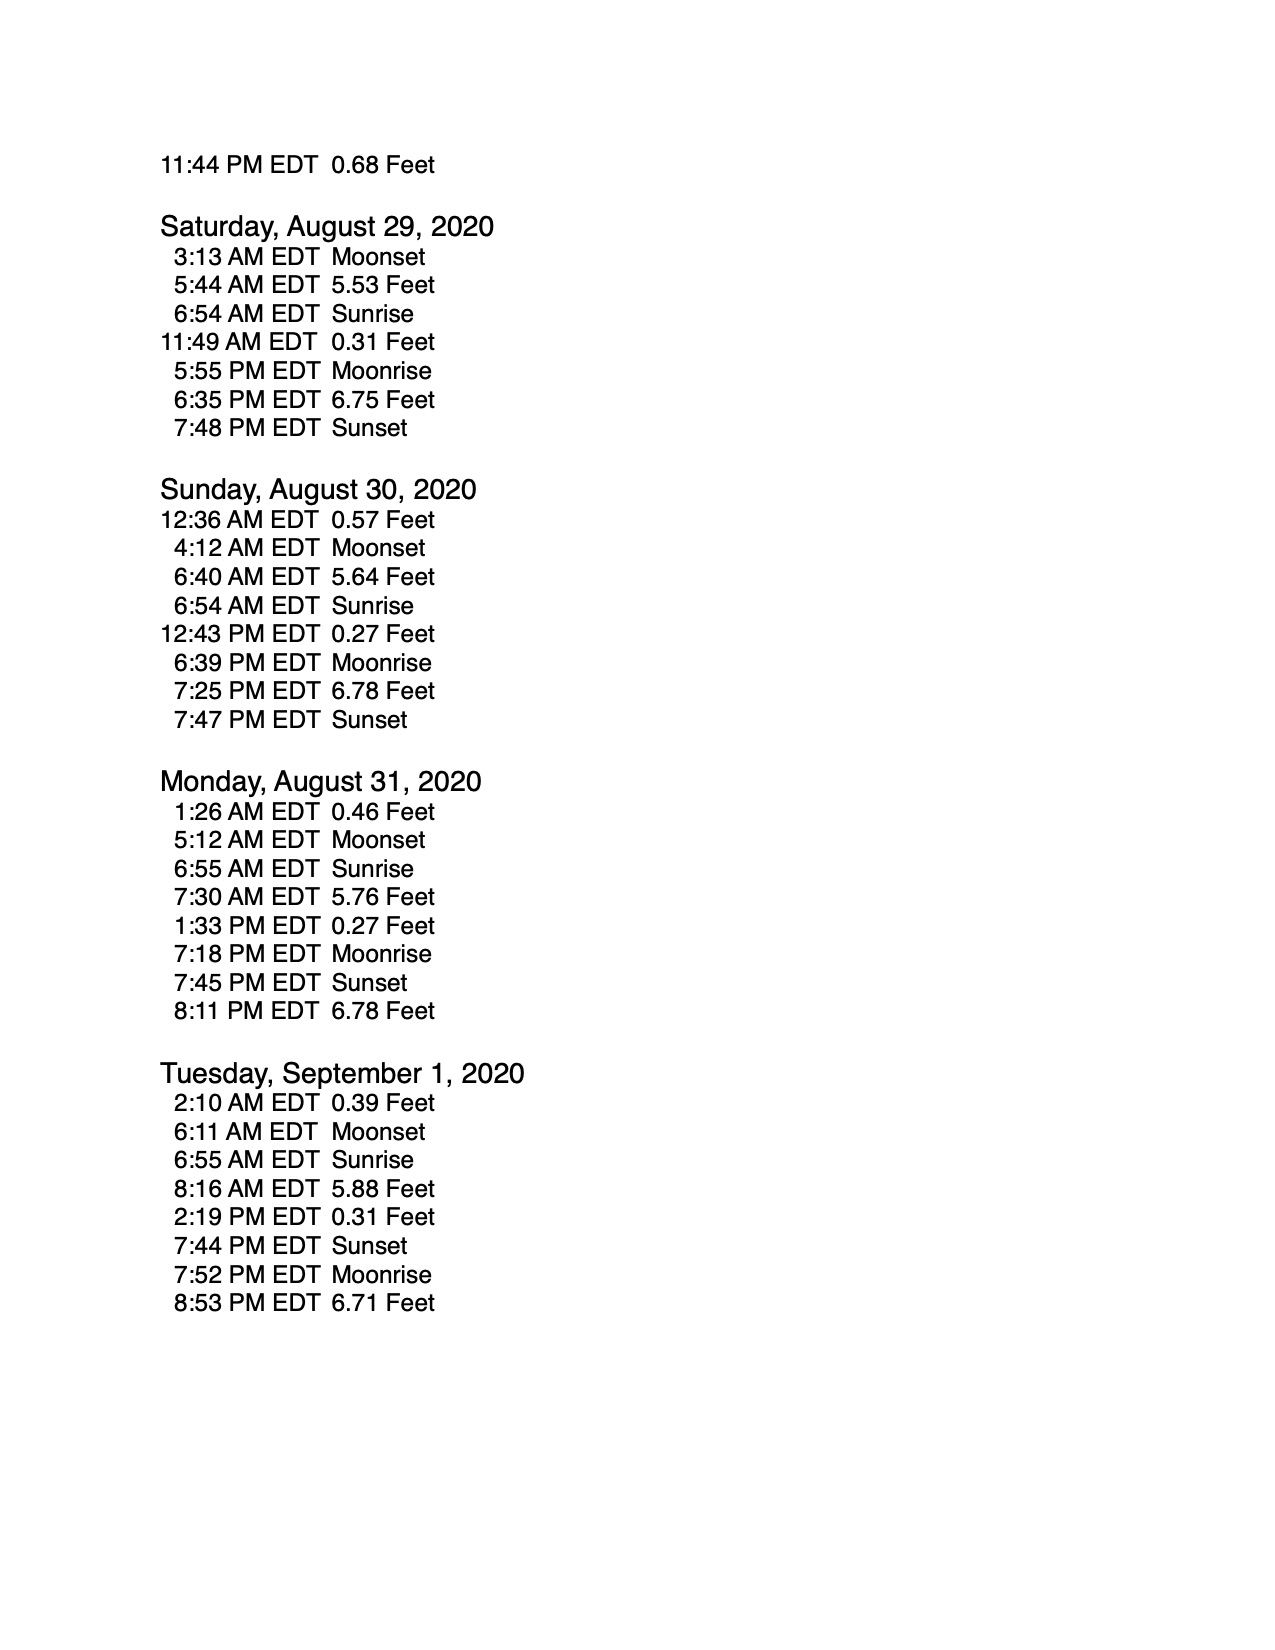 11:44 PM EDT 0.68 Feet
Saturday, August 29, 2020
3:13 AM EDT Moonset
5:44 AM EDT 5.53 Feet
6:54 AM EDT Sunrise
11:49 AM EDT 0.31 Feet
5:55 PM EDT Moonrise
6:35 PM EDT 6.75 Feet
7:48 PM EDT Sunset
Sunday, August 30, 2020
12:36 AM EDT 0.57 Feet
4:12 AM EDT Moonset
6:40 AM EDT 5.64 Feet
6:54 AM EDT Sunrise
12:43 PM EDT 0.27 Feet
6:39 PM EDT Moonrise
7:25 PM EDT 6.78 Feet
7:47 PM EDT Sunset
Monday, August 31, 2020
1:26 AM EDT 0.46 Feet
5:12 AM EDT Moonset
6:55 AM EDT Sunrise
7:30 AM EDT 5.76 Feet
1:33 PM EDT 0.27 Feet
7:18 PM EDT Moonrise
7:45 PM EDT Sunset
8:11 PM EDT 6.78 Feet
Tuesday, September 1, 2020
2:10 AM EDT 0.39 Feet
6:11 AM EDT Moonset
6:55 AM EDT Sunrise
8:16 AM EDT 5.88 Feet
2:19 PM EDT 0.31 Feet
7:44 PM EDT Sunset
7:52 PM EDT Moonrise
8:53 PM EDT 6.71 Feet